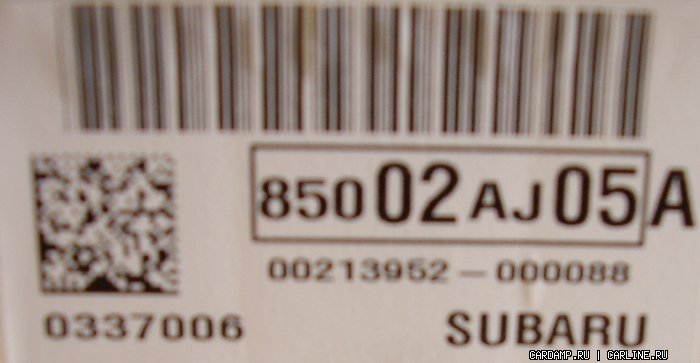 85002AJ05A
00213952-000088
0337006
SUBARU
CARDAMP.RU | CARLINE.RU